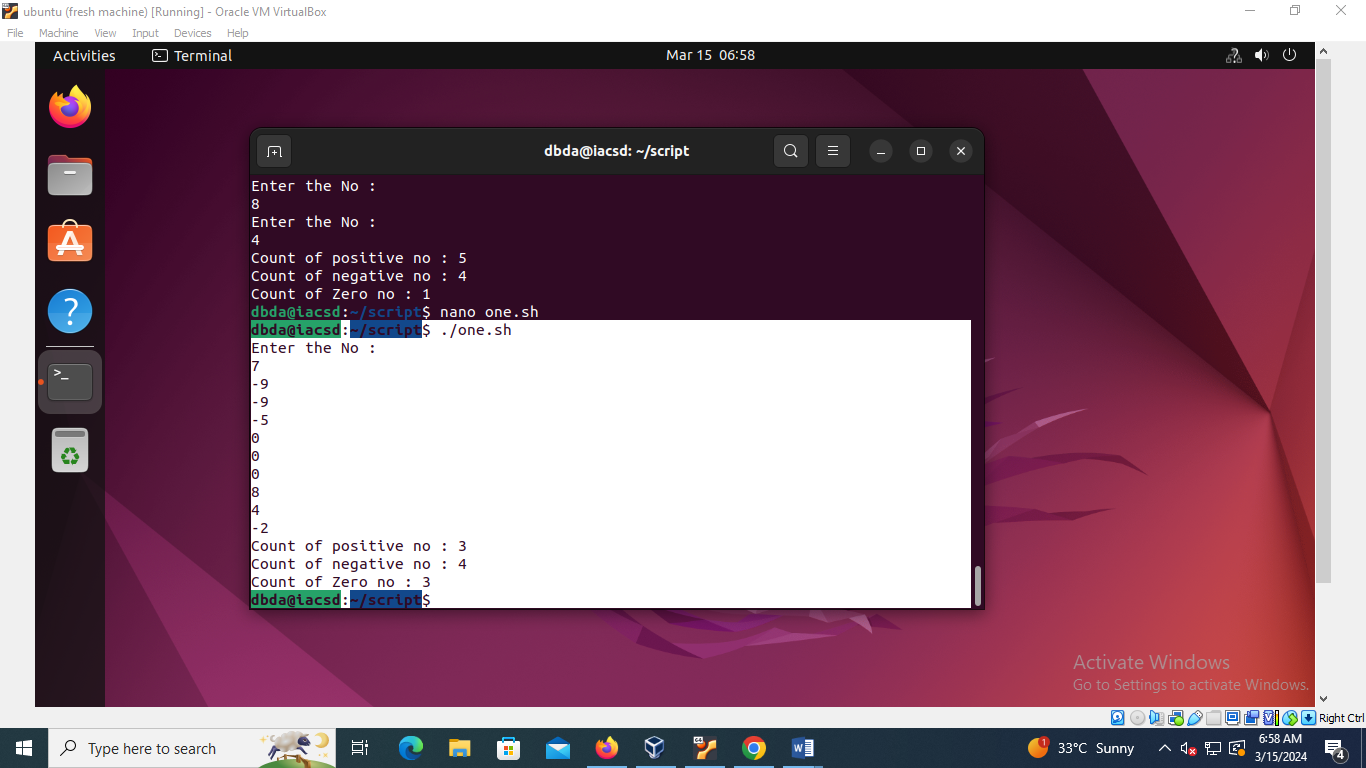 ubuntu (fresh machine) [Running] - Oracle VM VirtualBox
File Machine View Input Devices Help
Activities Terminal Mar 15 06:58
dbda@iacsd: ~/script
Enter the No :
8
Enter the No :
4
Count of positive no : 5
Count of negative no : 4
Count of Zero no : 1
dbda@iacsd:~/script$ nano one.sh
dbda@iacsd:~/script$ ./one.sh
Enter the No :
7
-9
-9
-5
0
0
0
8
4
-2
Count of positive no : 3
Count of negative no : 4
Count of Zero no : 3
dbda@iacsd:~/script$
Activate Windows
Go to Settings to activate Windows.
Right Ctrl
Type here to search
1
33°C Sunny
6:58 AM
3/15/2024
4